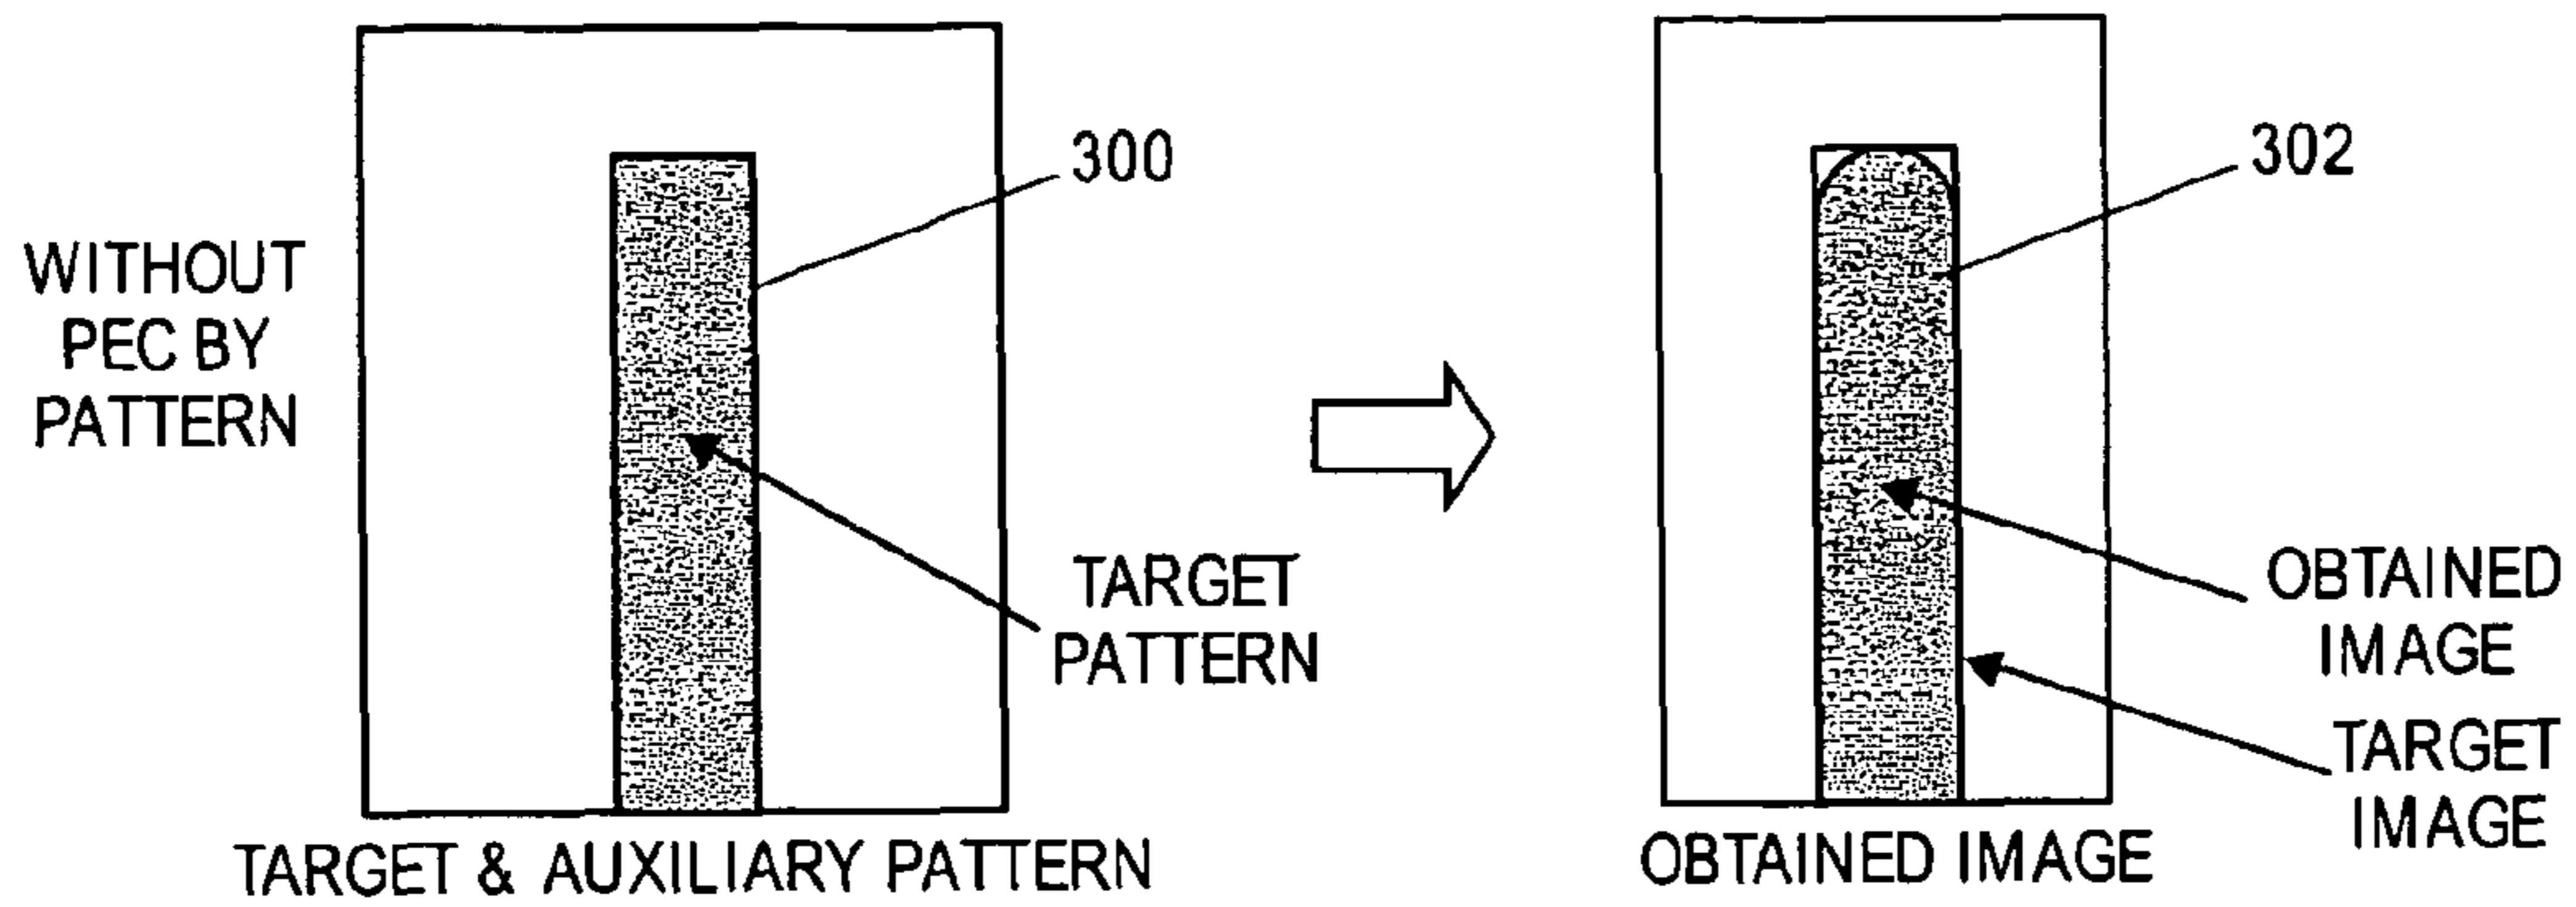 WITHOUT
PEC BY
PATTERN
300
TARGET
PATTERN
TARGET & AUXILIARY PATTERN
302
OBTAINED
IMAGE
TARGET
IMAGE
OBTAINED IMAGE